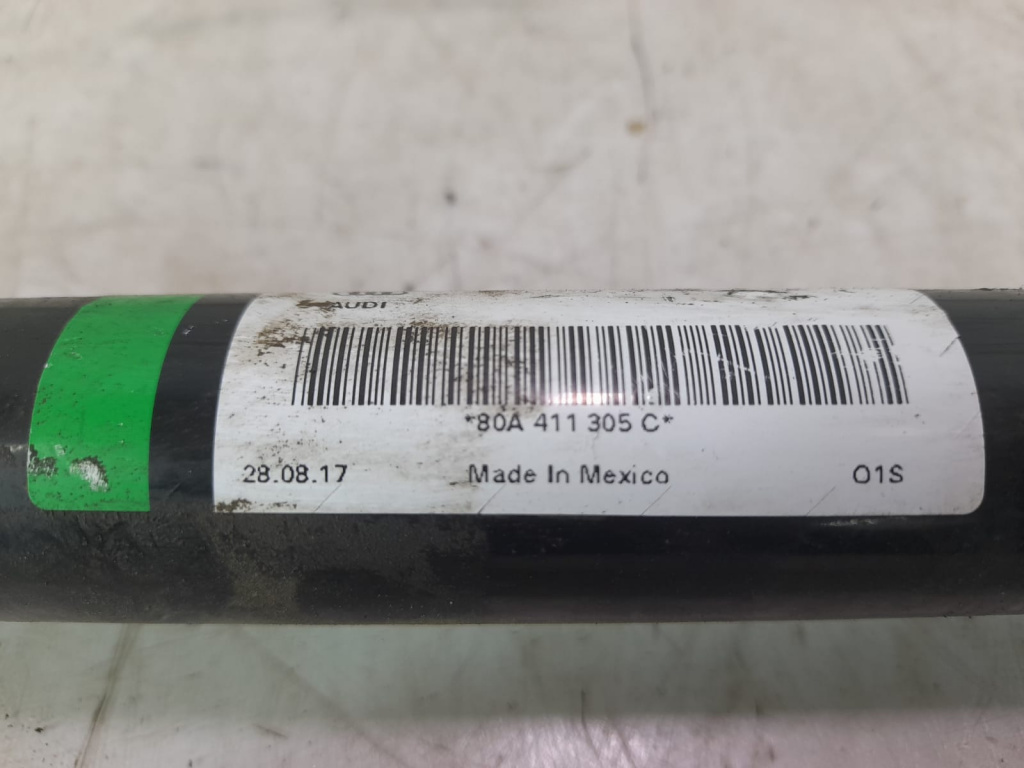 AUDI
*80A 411 305 C*
28.08.17 Made In Mexico O1S